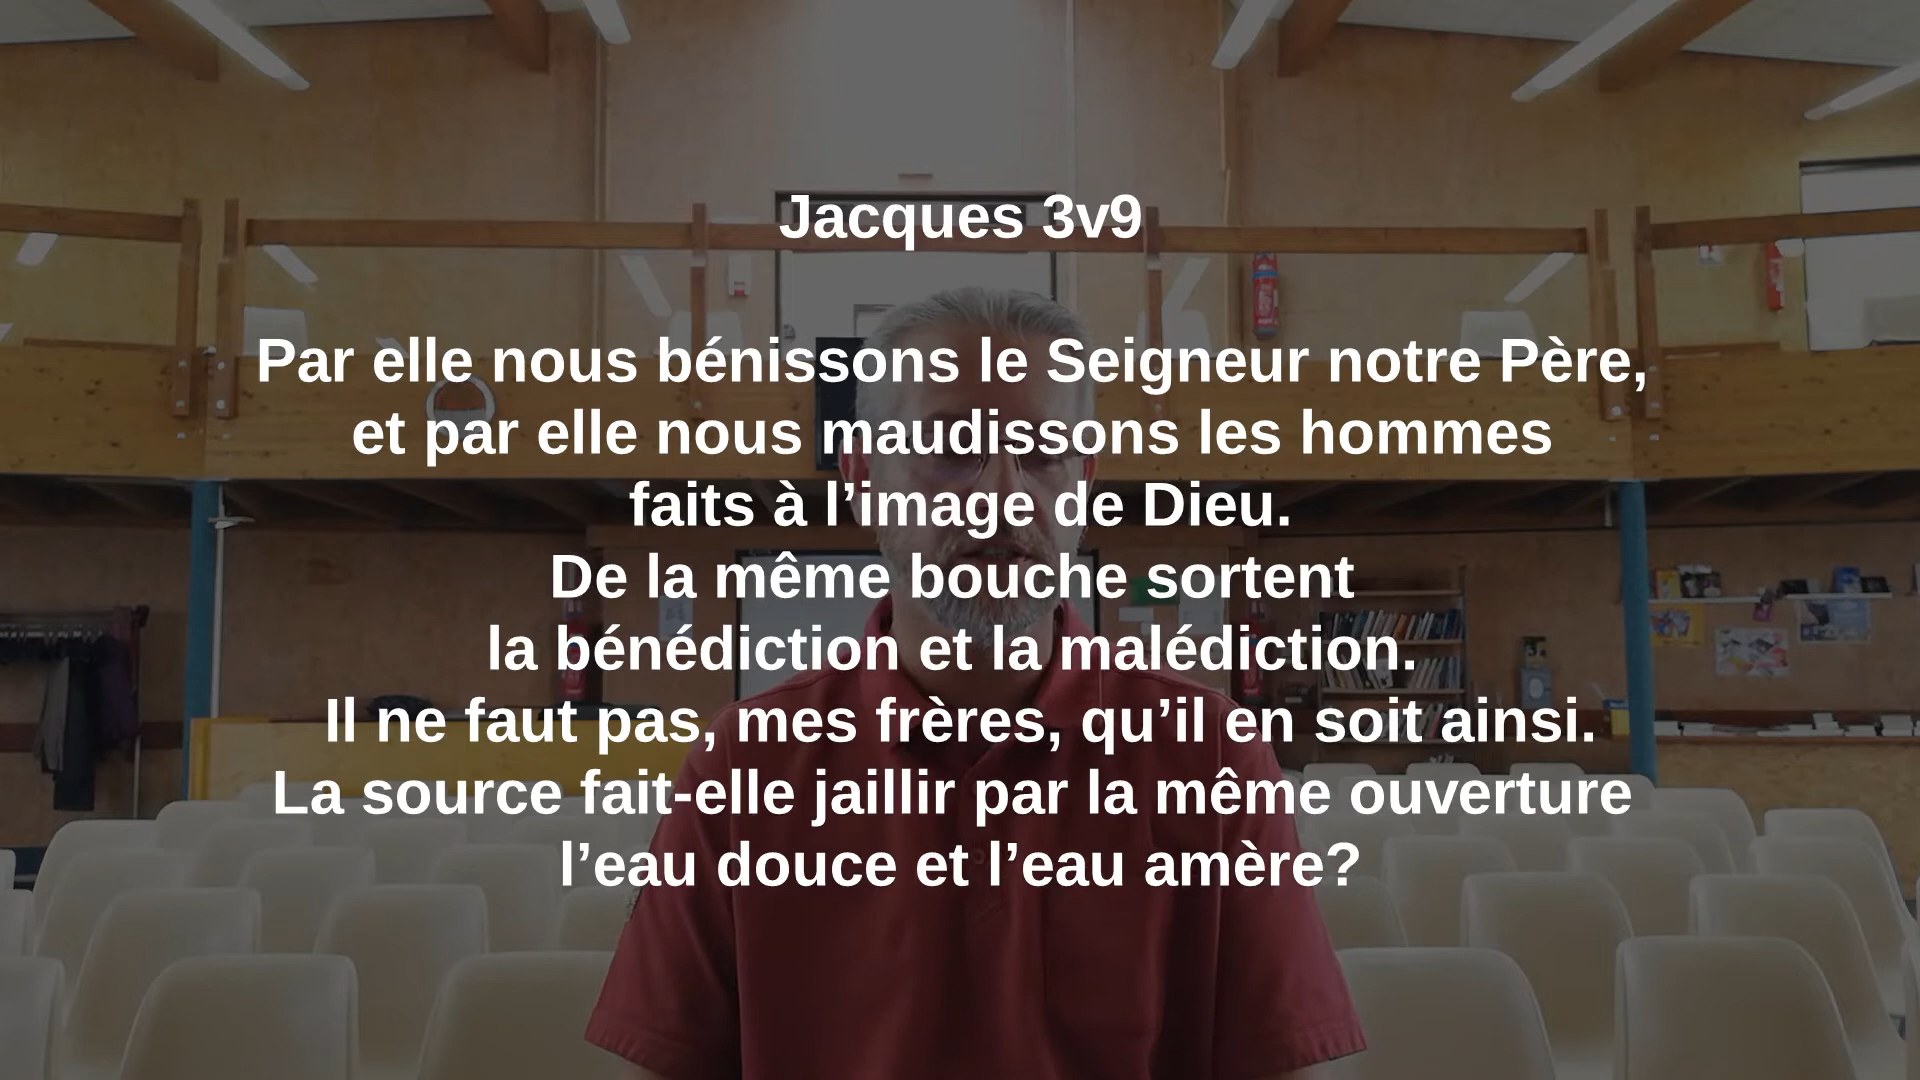 Jacques 3v9
Par elle nous bénissons le Seigneur notre Père,
et par elle nous maudissons les hommes
faits à l’image de Dieu.
De la même bouche sortent
la bénédiction et la malédiction.
Il ne faut pas, mes frères, qu’il en soit ainsi.
La source fait-elle jaillir par la même ouverture
l’eau douce et l’eau amère?